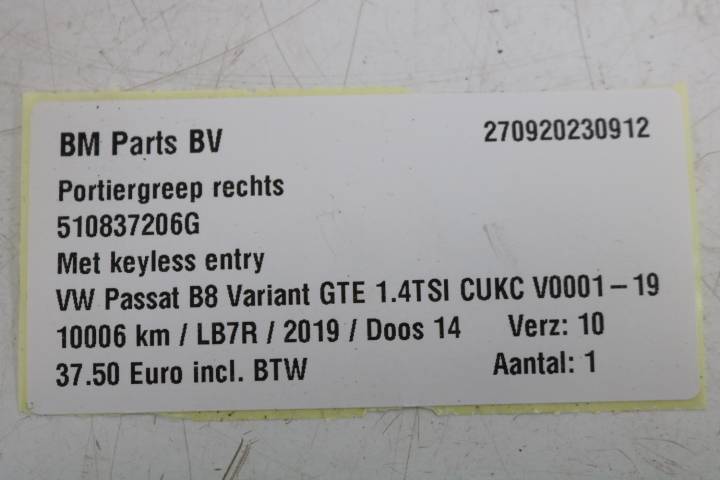 BM Parts BV 270920230912
Portiergreep rechts
510837206G
Met keyless entry
VW Passat B8 Variant GTE 1.4TSI CUKC V0001-19
10006 km / LB7R / 2019 / Doos 14 Verz: 10
37.50 Euro incl. BTW Aantal: 1